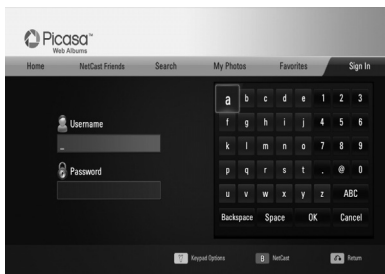 Picasa™
Web Albums
Home NetCast Friends Search My Photos Favorites Sign In
a b c d e 1 2 3
Username
f g h i j 4 5 6
_
k l m n o 7 8 9
Password
p q r s t . @ 0
u v w x y z ABC
Backspace Space OK Cancel
Keypad Options B NetCast Return